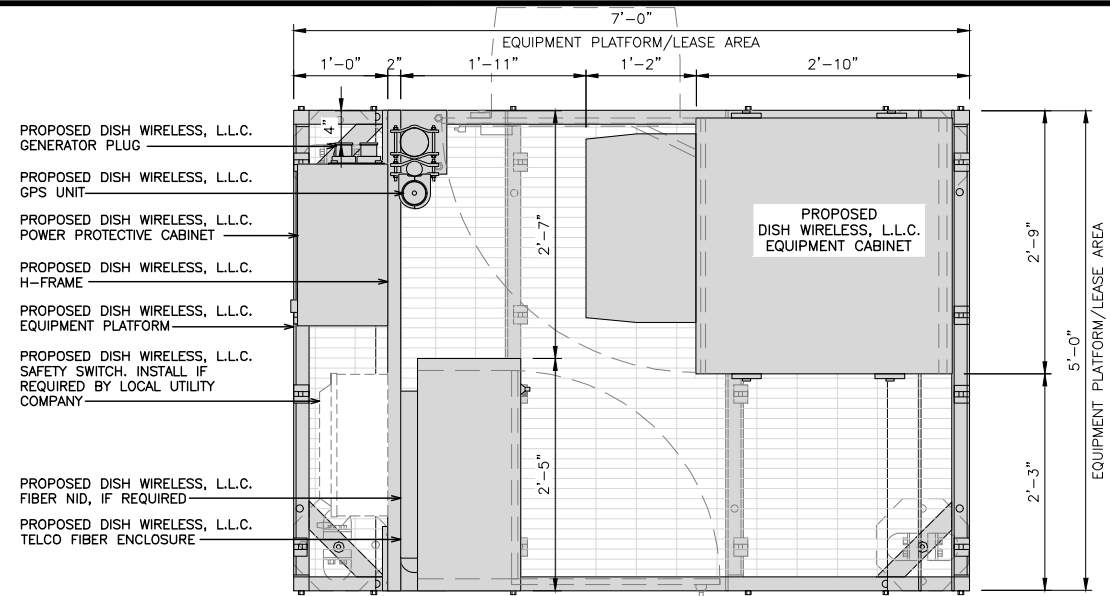 7'-0"
EQUIPMENT PLATFORM/LEASE AREA
1'-0"
2"
1'-11"
1'-2"
2'-10"
PROPOSED DISH WIRELESS, L.L.C.
GENERATOR PLUG
4"
PROPOSED DISH WIRELESS, L.L.C.
GPS UNIT
PROPOSED DISH WIRELESS, L.L.C.
POWER PROTECTIVE CABINET
PROPOSED DISH WIRELESS, L.L.C.
H-FRAME
PROPOSED DISH WIRELESS, L.L.C.
EQUIPMENT PLATFORM
PROPOSED DISH WIRELESS, L.L.C.
SAFETY SWITCH. INSTALL IF
REQUIRED BY LOCAL UTILITY
COMPANY
PROPOSED DISH WIRELESS, L.L.C.
FIBER NID, IF REQUIRED
PROPOSED DISH WIRELESS, L.L.C.
TELCO FIBER ENCLOSURE
2'-7"
2'-5"
PROPOSED
DISH WIRELESS, L.L.C.
EQUIPMENT CABINET
2'-9"
2'-3"
5'-0"
EQUIPMENT PLATFORM/LEASE AREA